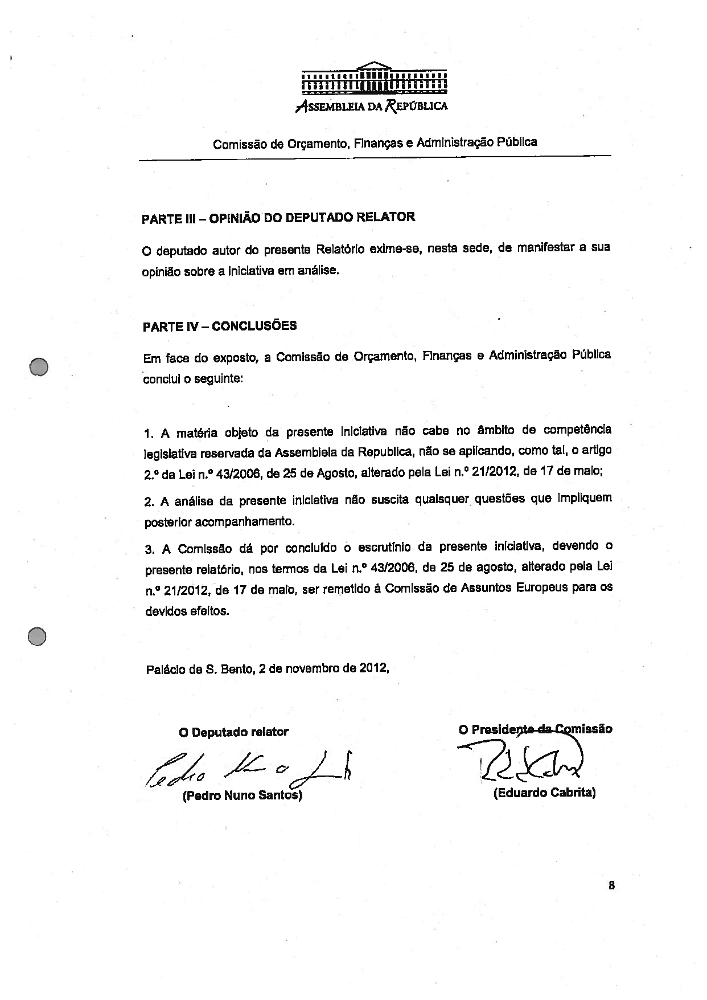 ASSEMBLEIA DA REPÚBLICA
Comissão de Orçamento, Finanças e Administração Pública
PARTE III – OPINIÃO DO DEPUTADO RELATOR
O deputado autor do presente Relatório exime-se, nesta sede, de manifestar a sua
opinião sobre a iniciativa em análise.
PARTE IV – CONCLUSÕES
Em face do exposto, a Comissão de Orçamento, Finanças e Administração Pública
conclui o seguinte:
1. A matéria objeto da presente iniciativa não cabe no âmbito de competência
legislativa reservada da Assembleia da Republica, não se aplicando, como tal, o artigo
2.º da Lei n.º 43/2006, de 25 de Agosto, alterado pela Lei n.º 21/2012, de 17 de maio;
2. A análise da presente iniciativa não suscita quaisquer questões que impliquem
posterior acompanhamento.
3. A Comissão dá por concluído o escrutínio da presente iniciativa, devendo o
presente relatório, nos termos da Lei n.º 43/2006, de 25 de agosto, alterado pela Lei
n.º 21/2012, de 17 de maio, ser remetido à Comissão de Assuntos Europeus para os
devidos efeitos.
Palácio de S. Bento, 2 de novembro de 2012,
O Deputado relator
O Presidente da Comissão
Pedro
(Pedro Nuno Santos)
(Eduardo Cabrita)
8